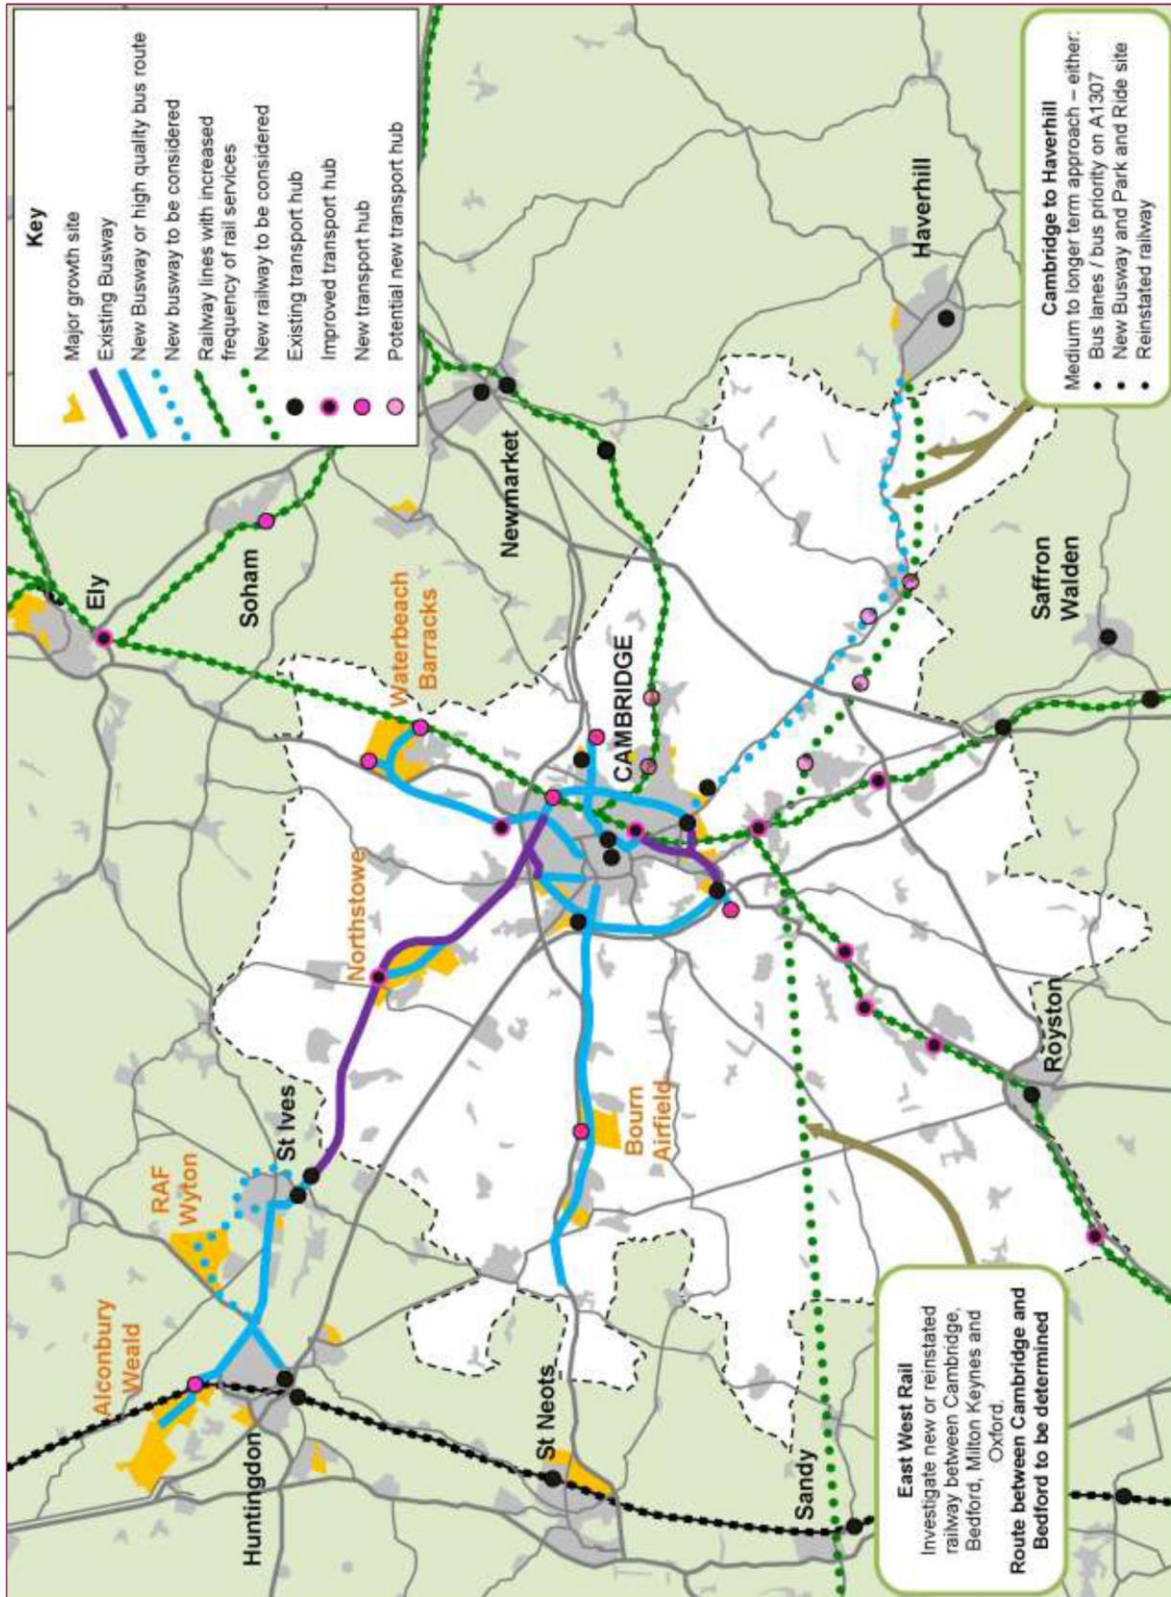 Key
Major growth site
Existing Busway
New Busway or high quality bus route
New busway to be considered
Railway lines with increased
frequency of rail services
New railway to be considered
Existing transport hub
Improved transport hub
New transport hub
Potential new transport hub
Ely
Soham
Newmarket
Haverhill
Waterbeach
Barracks
CAMBRIDGE
Saffron
Walden
Northstowe
RAF
Wyton
St Ives
Bourn
Airfield
Royston
Alconbury
Weald
Huntingdon
St Neots
Sandy
East West Rail
Investigate new or reinstated
railway between Cambridge,
Bedford, Milton Keynes and
Oxford.
Route between Cambridge and
Bedford to be determined
Cambridge to Haverhill
Medium to longer term approach – either:
• Bus lanes / bus priority on A1307
• New Busway and Park and Ride site
• Reinstated railway